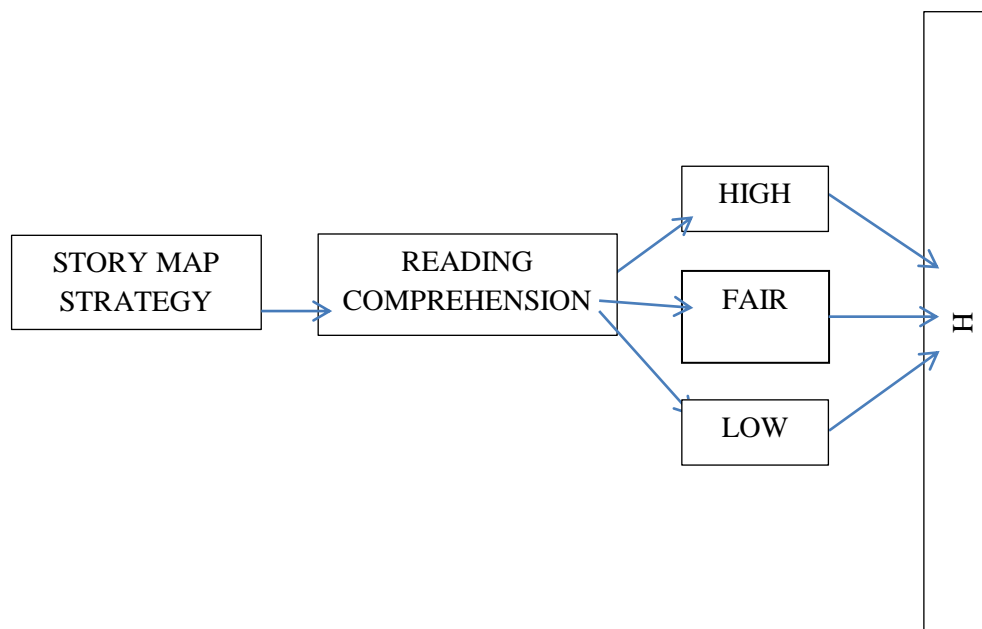 STORY MAP
STRATEGY
READING
COMPREHENSION
HIGH
FAIR
LOW
H